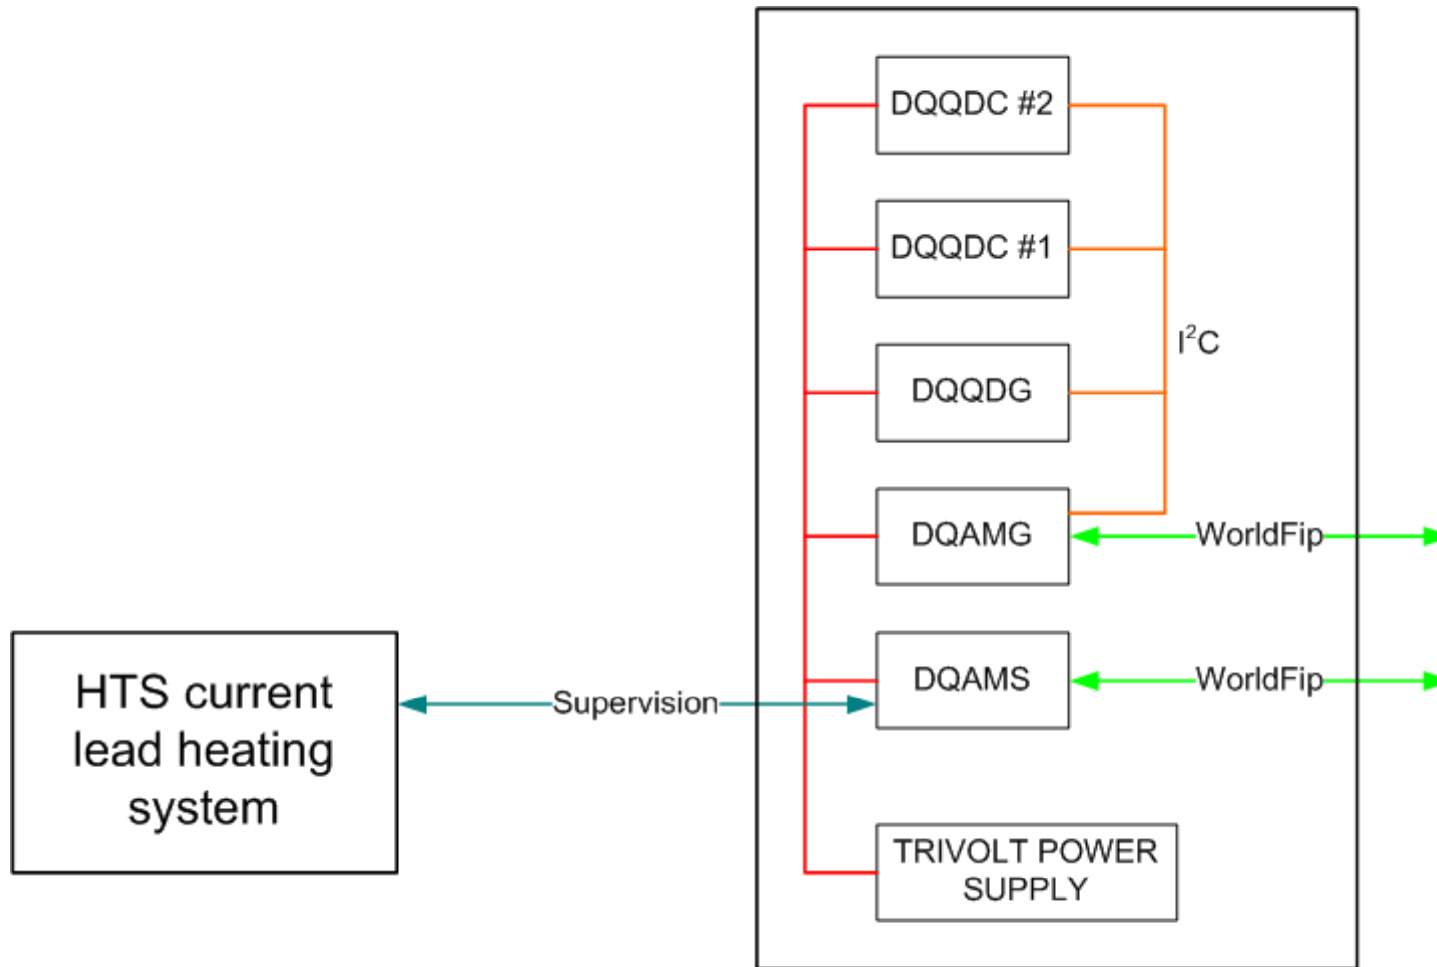 DQQDC #2
DQQDC #1
I²C
DQQDG
DQAMG
WorldFip
DQAMS
WorldFip
HTS current
lead heating
system
Supervision
TRIVOLT POWER
SUPPLY